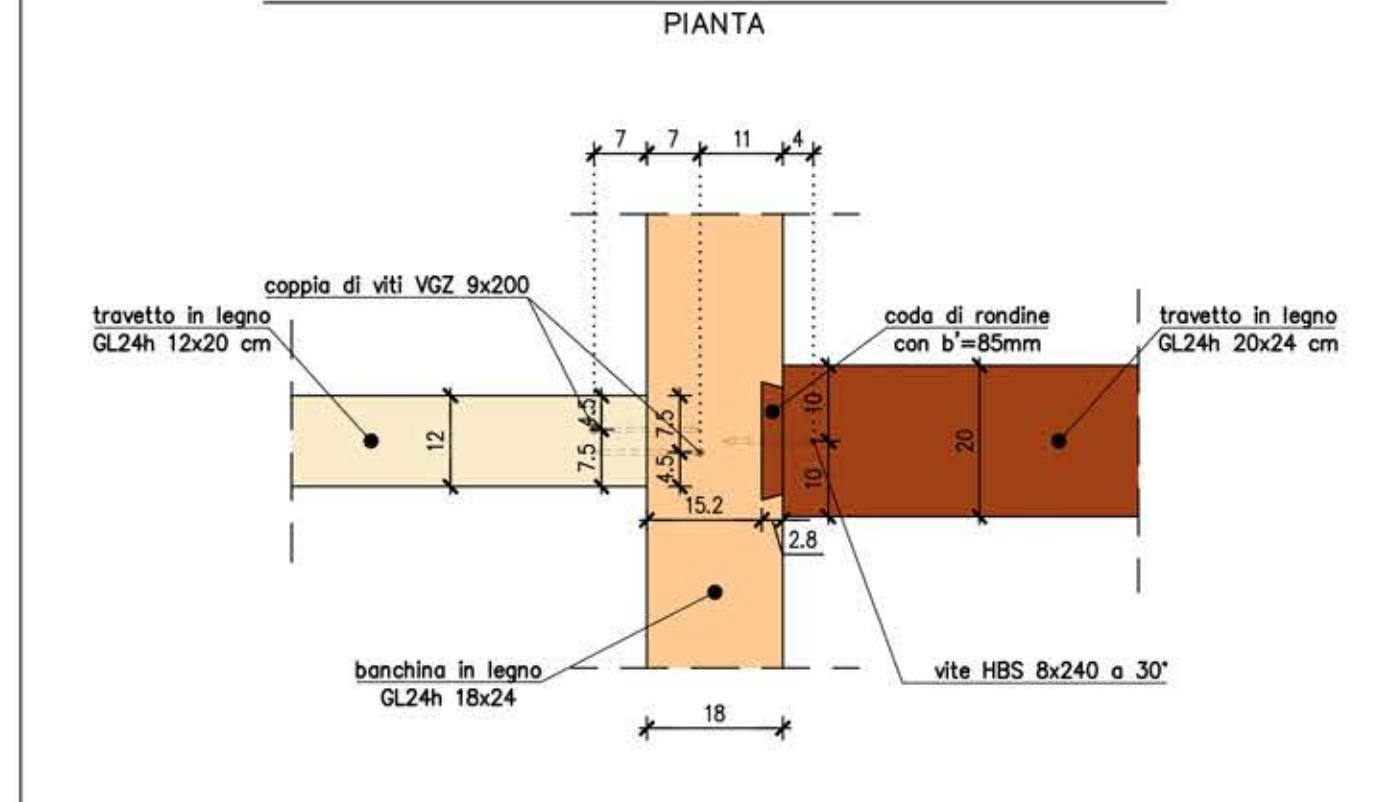 PIANTA
7 7 11 4
coppia di viti VGZ 9x200
travetto in legno
GL24h 12x20 cm
coda di rondine
con b'=85mm
travetto in legno
GL24h 20x24 cm
12
4.5
7.5
7.5
4.5
10
10
20
15.2
2.8
banchina in legno
GL24h 18x24
vite HBS 8x240 a 30°
18